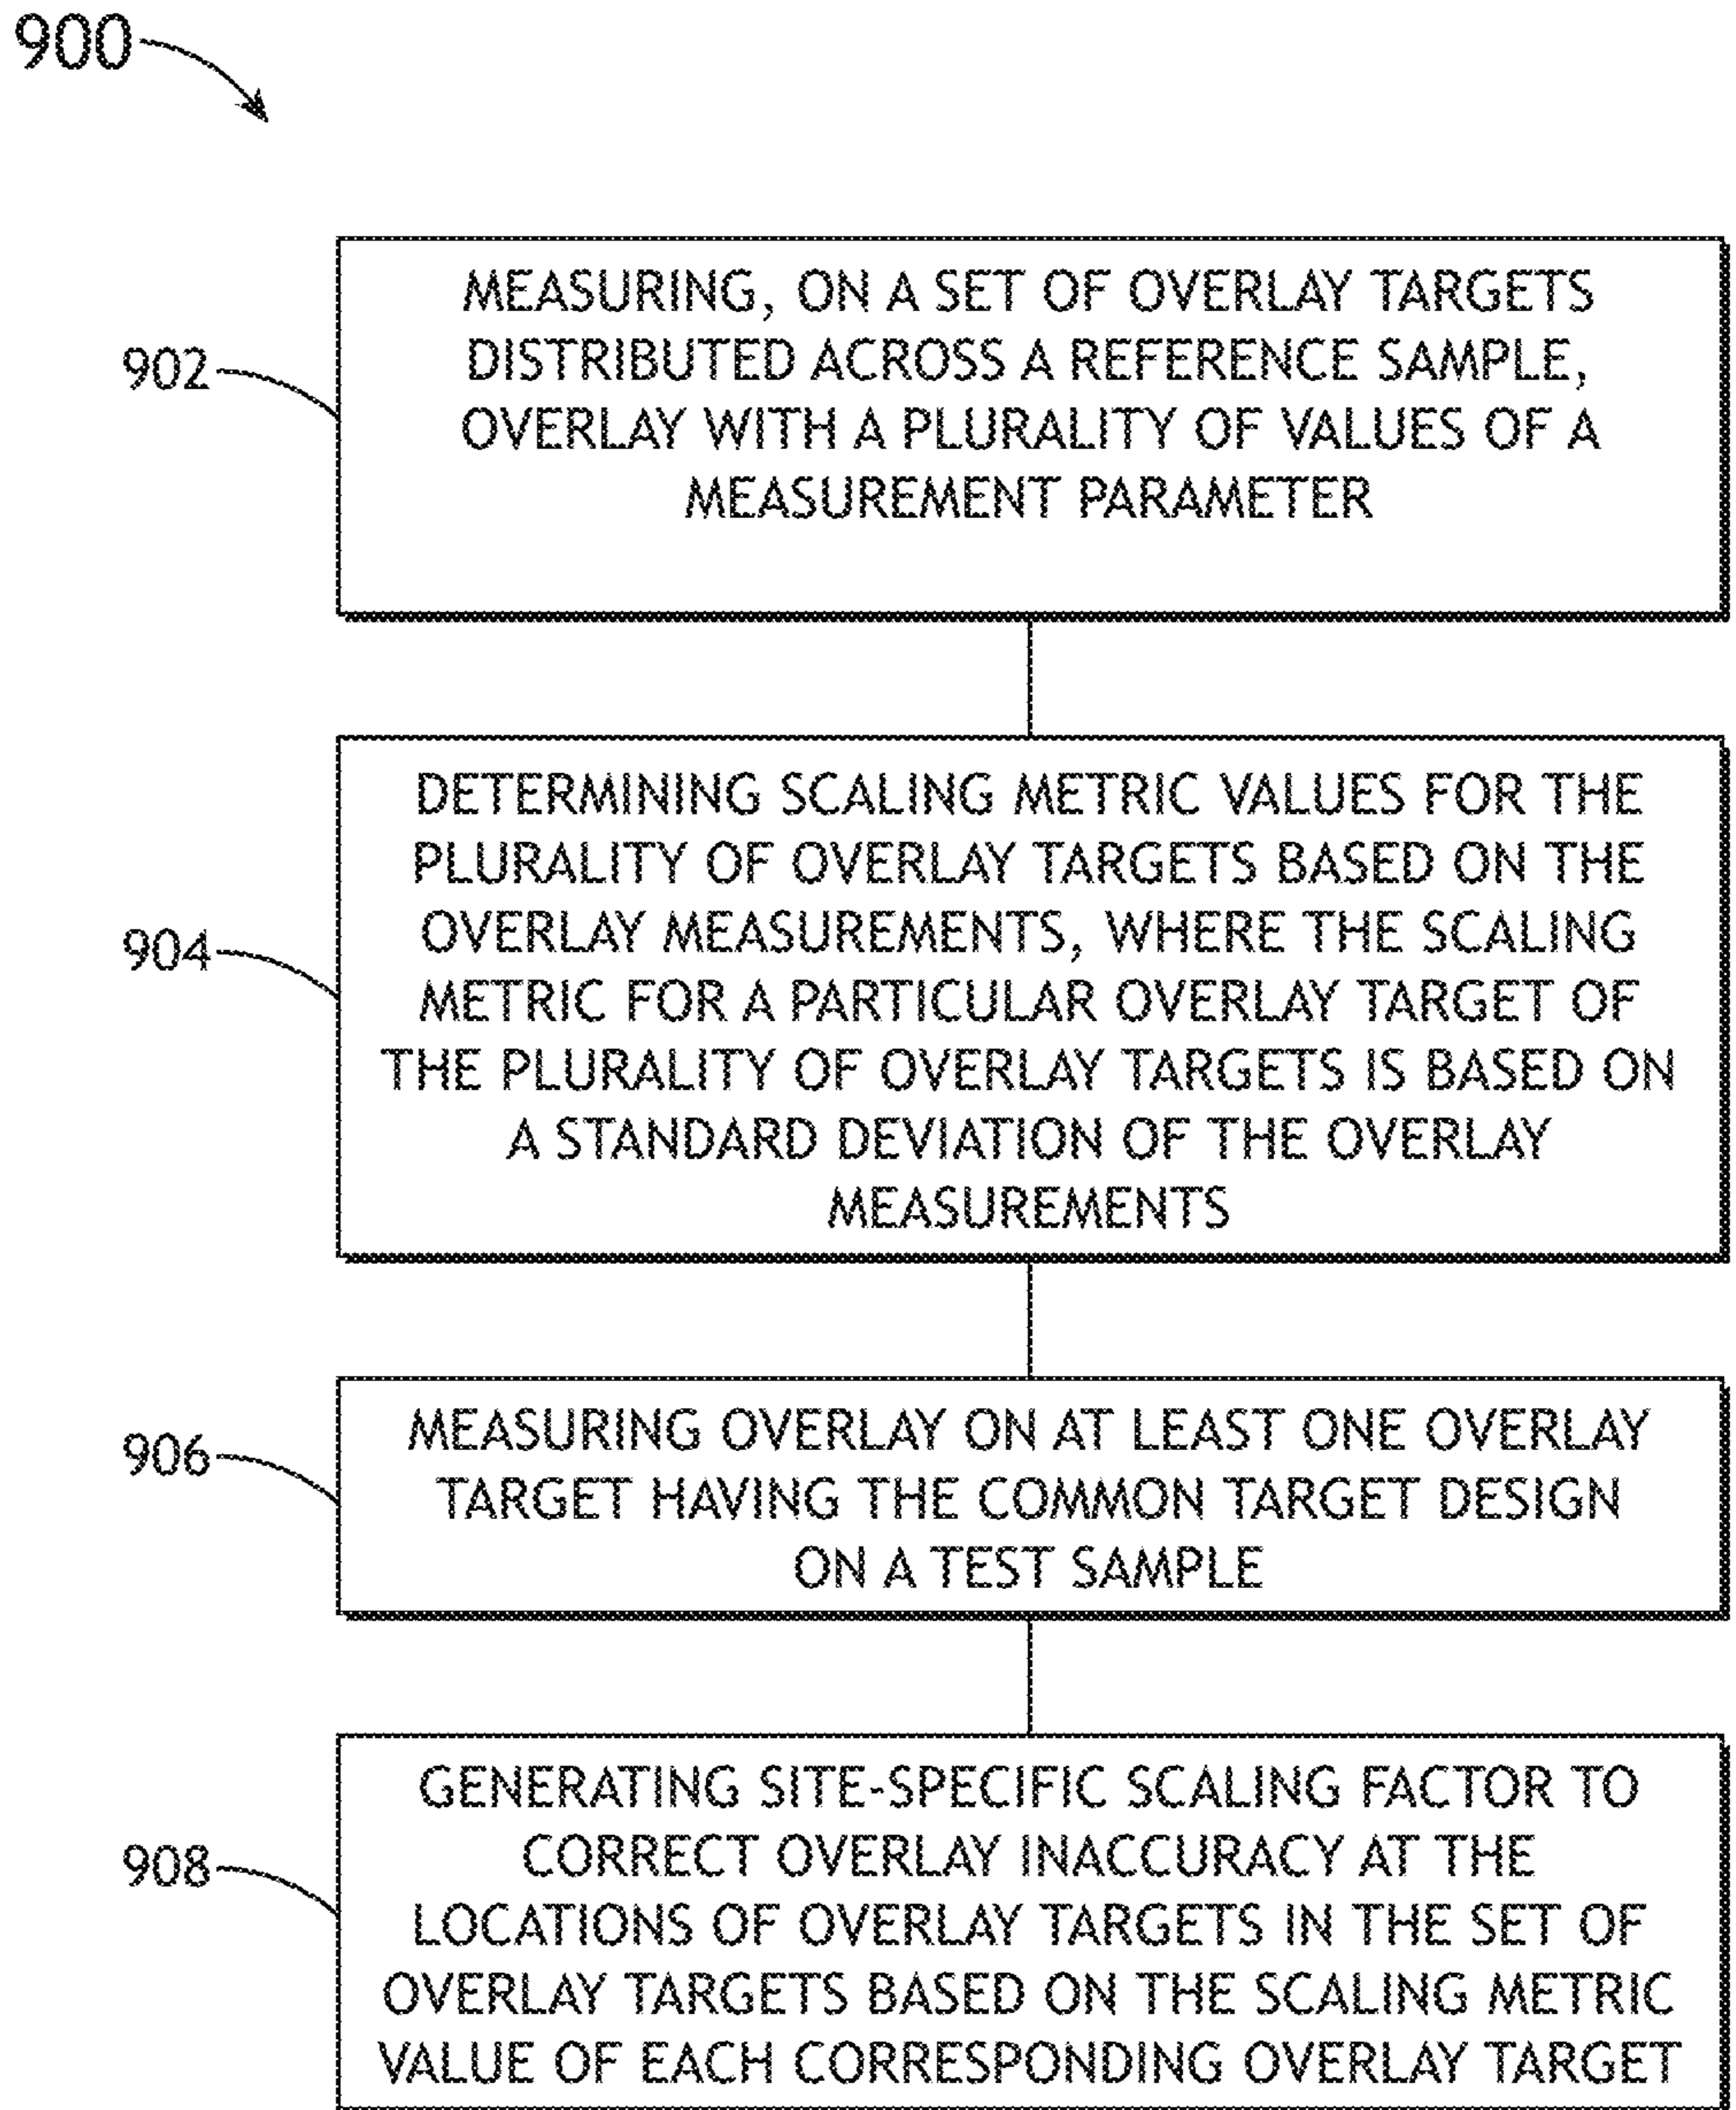 900
902
MEASURING, ON A SET OF OVERLAY TARGETS
DISTRIBUTED ACROSS A REFERENCE SAMPLE,
OVERLAY WITH A PLURALITY OF VALUES OF A
MEASUREMENT PARAMETER
904
DETERMINING SCALING METRIC VALUES FOR THE
PLURALITY OF OVERLAY TARGETS BASED ON THE
OVERLAY MEASUREMENTS, WHERE THE SCALING
METRIC FOR A PARTICULAR OVERLAY TARGET OF
THE PLURALITY OF OVERLAY TARGETS IS BASED ON
A STANDARD DEVIATION OF THE OVERLAY
MEASUREMENTS
906
MEASURING OVERLAY ON AT LEAST ONE OVERLAY
TARGET HAVING THE COMMON TARGET DESIGN
ON A TEST SAMPLE
908
GENERATING SITE-SPECIFIC SCALING FACTOR TO
CORRECT OVERLAY INACCURACY AT THE
LOCATIONS OF OVERLAY TARGETS IN THE SET OF
OVERLAY TARGETS BASED ON THE SCALING METRIC
VALUE OF EACH CORRESPONDING OVERLAY TARGET